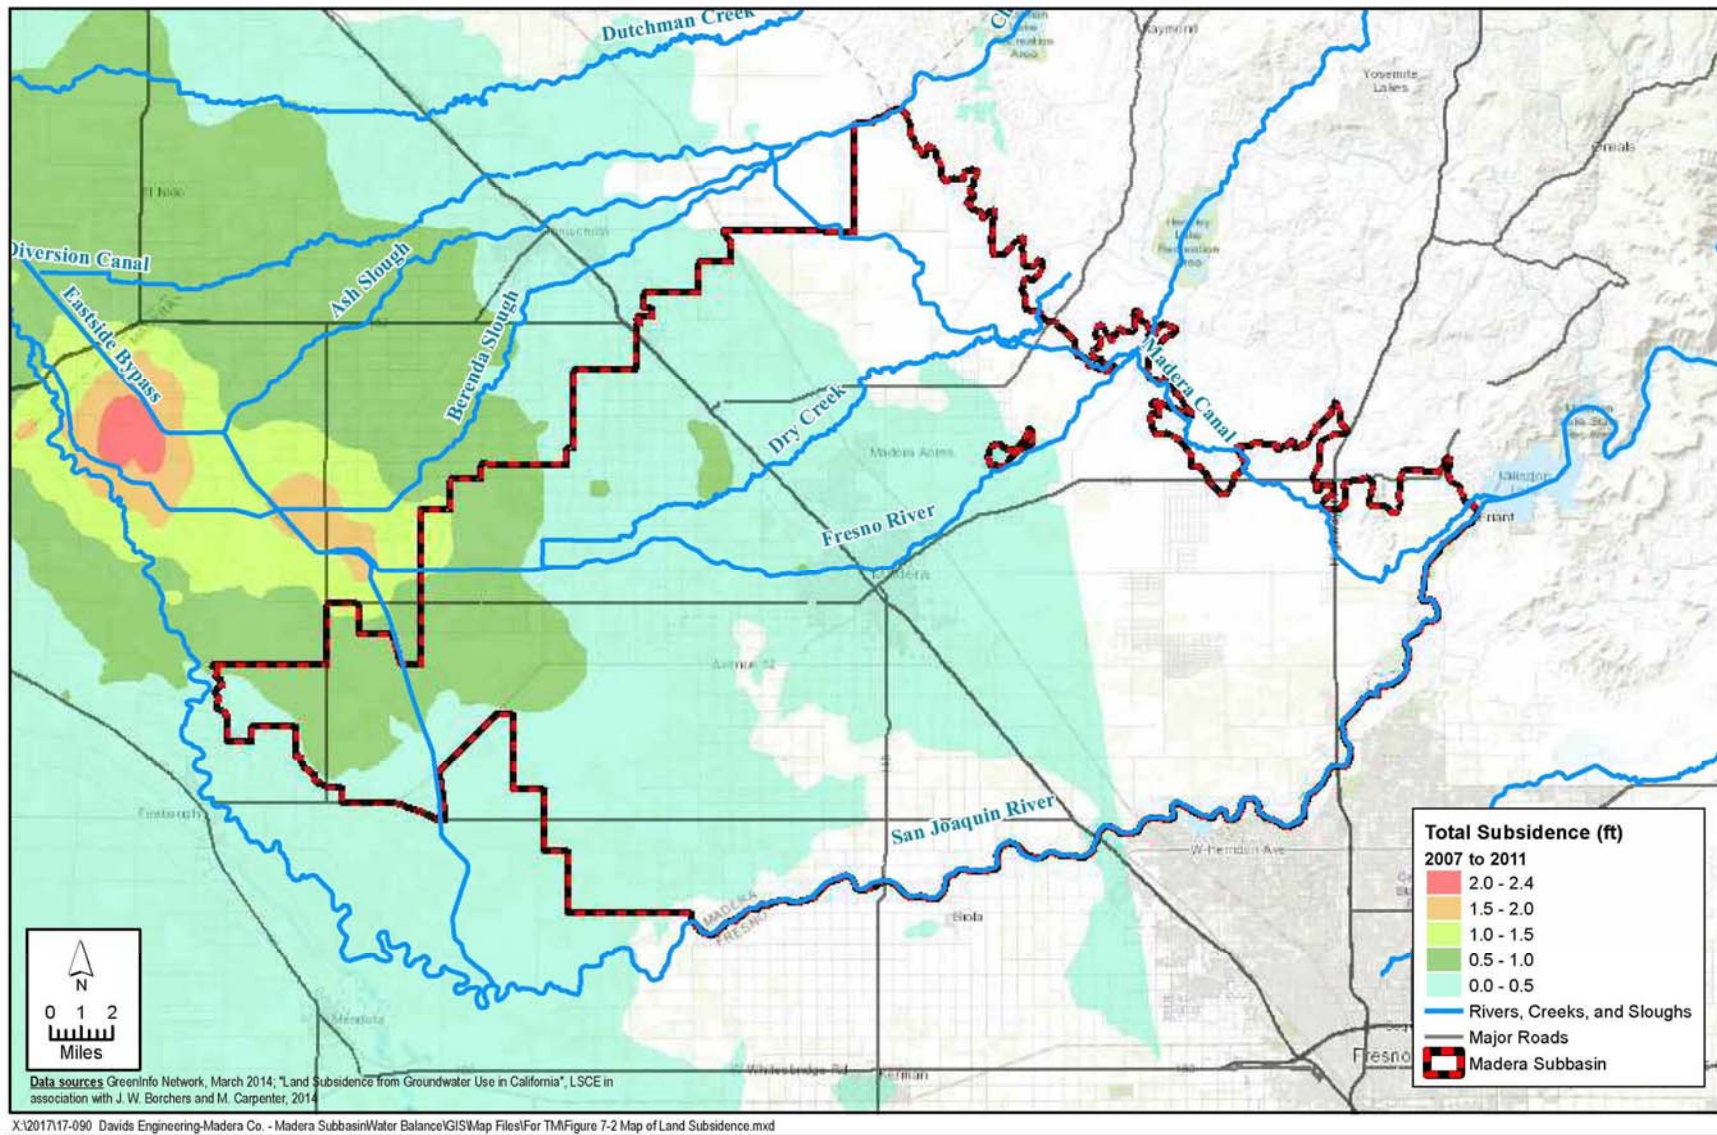 Dutchman Creek
Raymond
Yosemite
Lakes
El Nido
Diversion Canal
Ash Slough
Eastside Bypass
Berenda Slough
Madera Canal
Dry Creek
Madera Acres
Fresno River
Friant
Madera
Avenue 12
San Joaquin River
W Herndon Ave
Firebaugh
MADERA
FRESNO
Biola
Mendota
W Whitesbridge Rd
Kerman
180
Fresno
N
0 1 2
Miles
Total Subsidence (ft)
2007 to 2011
2.0 - 2.4
1.5 - 2.0
1.0 - 1.5
0.5 - 1.0
0.0 - 0.5
Rivers, Creeks, and Sloughs
Major Roads
Madera Subbasin
Data sources GreenInfo Network, March 2014; "Land Subsidence from Groundwater Use in California", LSCE in
association with J. W. Borchers and M. Carpenter, 2014
X:\2017\17-090 Davids Engineering-Madera Co. - Madera Subbasin\Water Balance\GIS\Map Files\For TM\Figure 7-2 Map of Land Subsidence.mxd